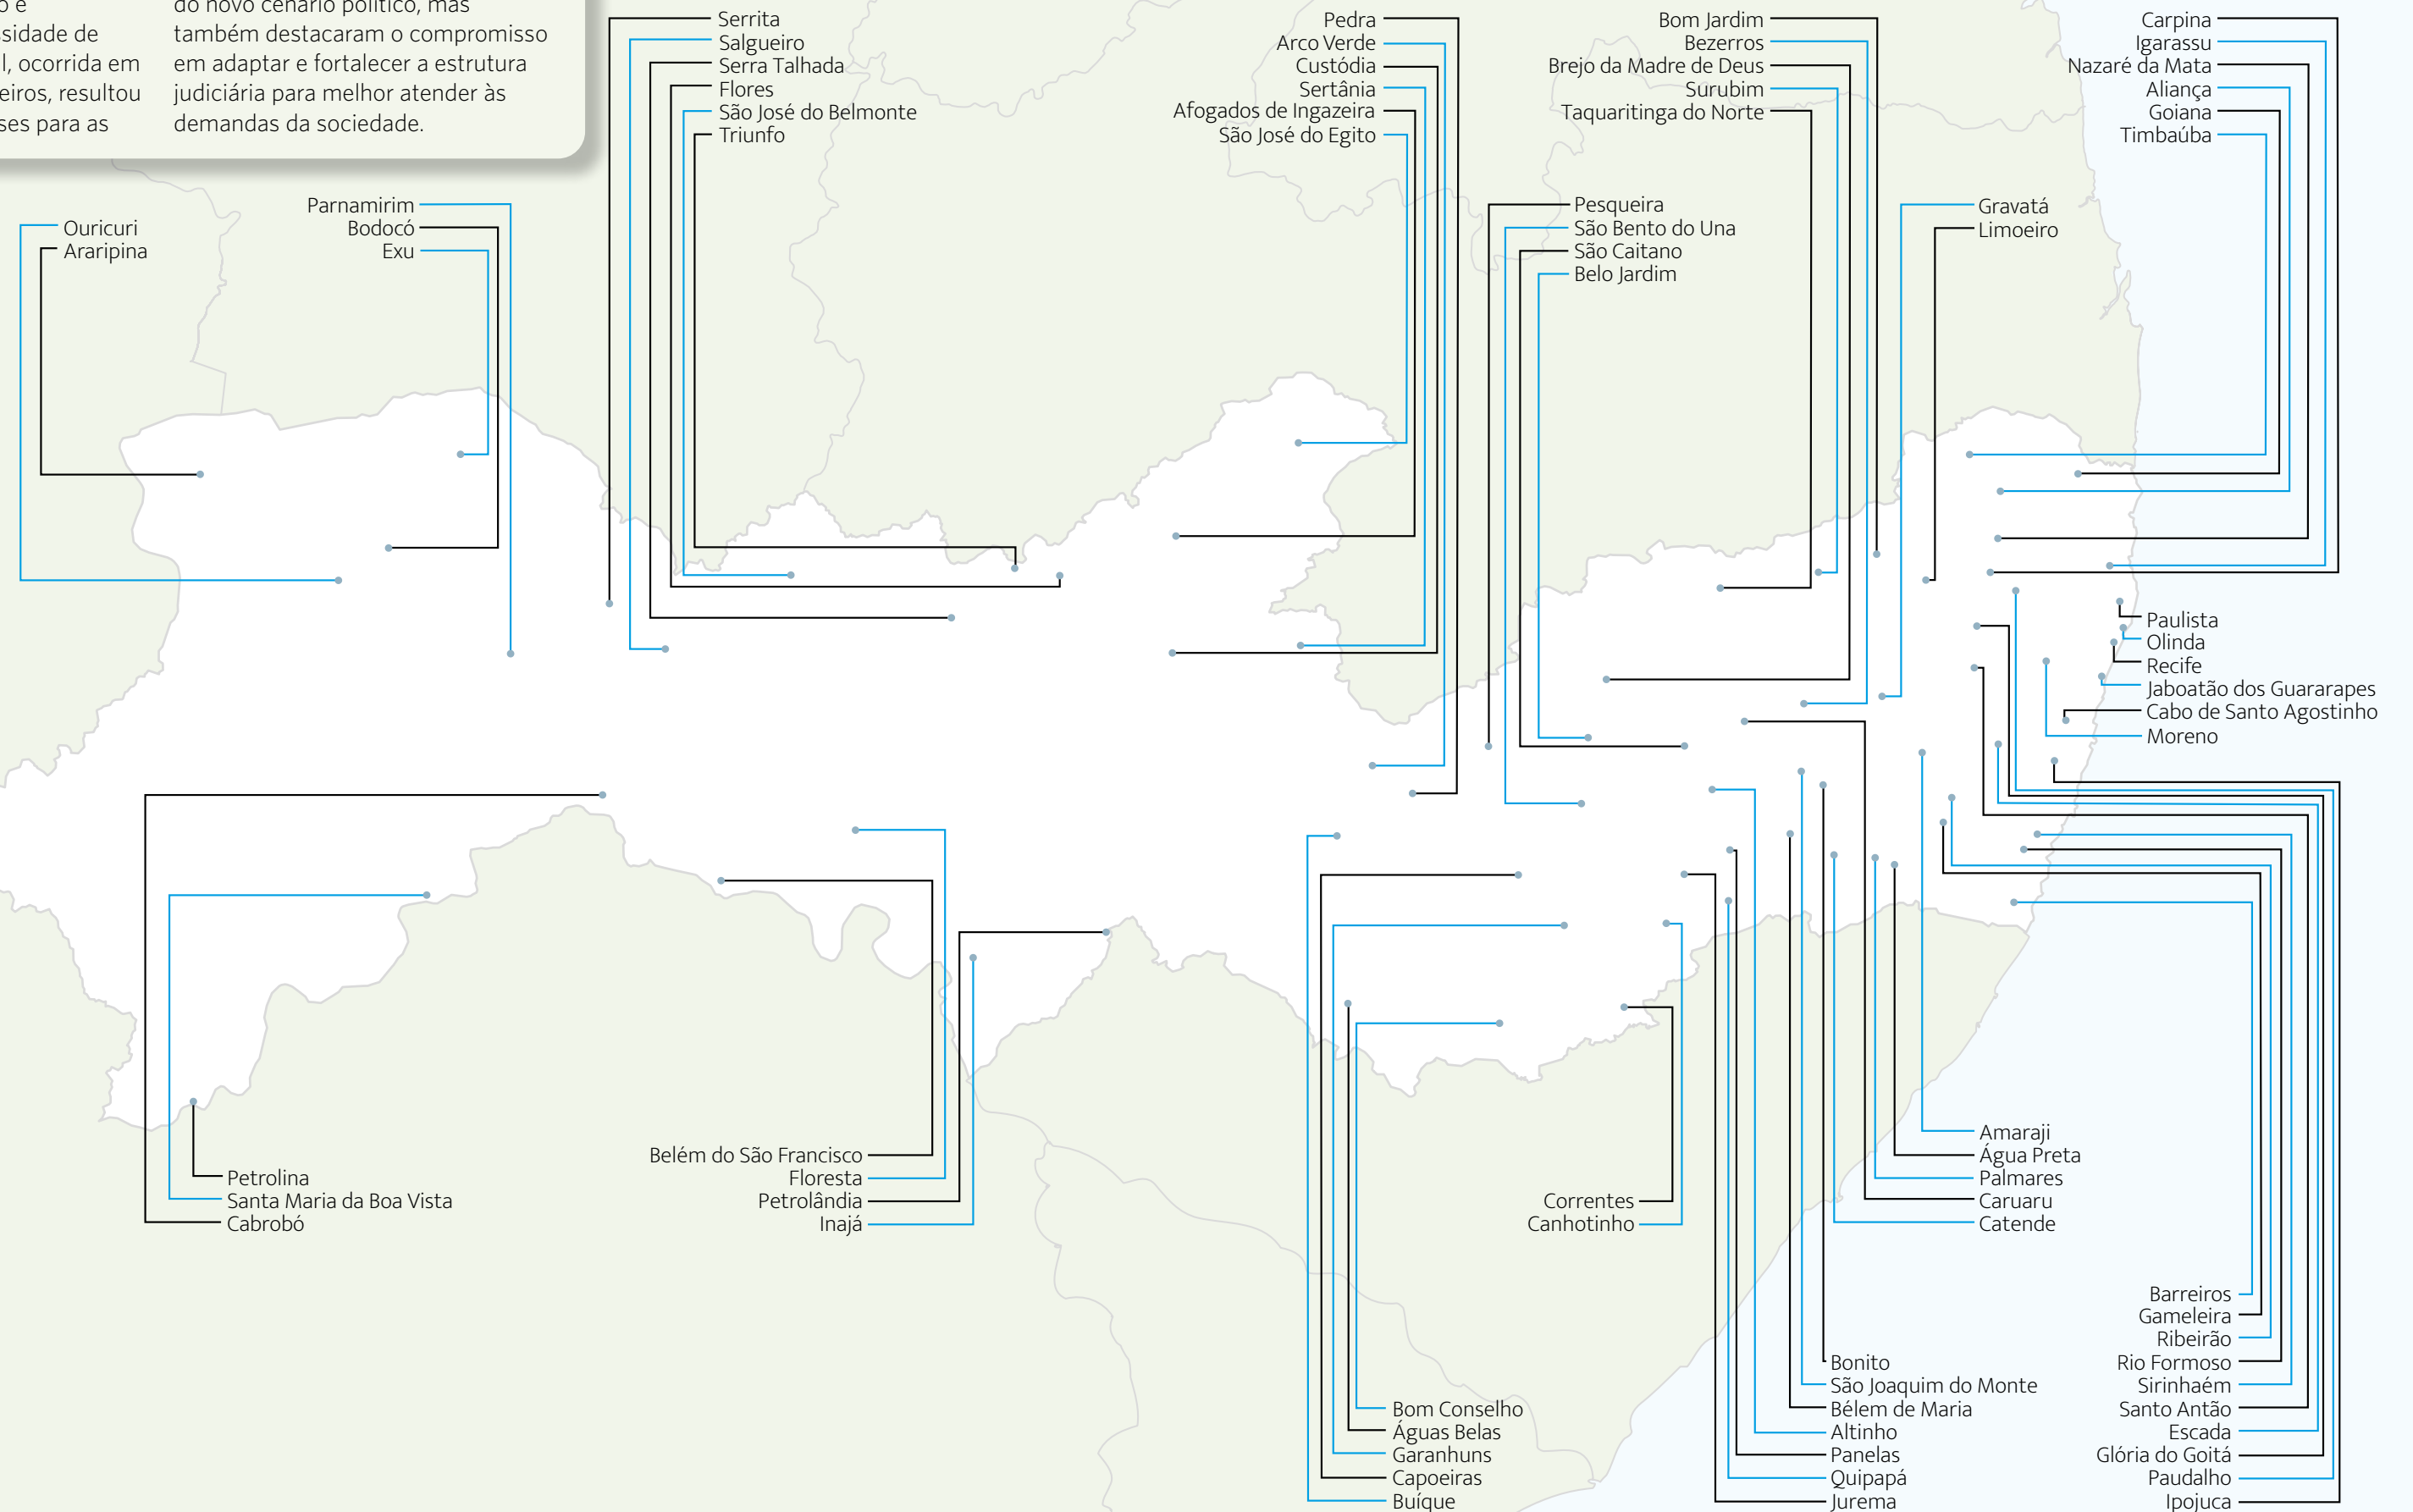 do novo cenário político, mas
ssidade de
também destacaram o compromisso
l, ocorrida em
em adaptar e fortalecer a estrutura
eiros, resultou
judiciária para melhor atender às
ses para as
demandas da sociedade.
Serrita
Salgueiro
Serra Talhada
Flores
São José do Belmonte
Triunfo
Pedra
Arco Verde
Custódia
Sertânia
Afogados de Ingazeira
São José do Egito
Bom Jardim
Bezerros
Brejo da Madre de Deus
Surubim
Taquaritinga do Norte
Carpina
Igarassu
Nazaré da Mata
Aliança
Goiana
Timbaúba
Ouricuri
Araripina
Parnamirim
Bodocó
Exu
Pesqueira
São Bento do Una
São Caitano
Belo Jardim
Gravatá
Limoeiro
Paulista
Olinda
Recife
Jaboatão dos Guararapes
Cabo de Santo Agostinho
Moreno
Petrolina
Santa Maria da Boa Vista
Cabrobó
Belém do São Francisco
Floresta
Petrolândia
Inajá
Correntes
Canhotinho
Amaraji
Água Preta
Palmares
Caruaru
Catende
Bom Conselho
Águas Belas
Garanhuns
Capoeiras
Buíque
Bonito
São Joaquim do Monte
Bélem de Maria
Altinho
Panelas
Quipapá
Jurema
Barreiros
Gameleira
Ribeirão
Rio Formoso
Sirinhaém
Santo Antão
Escada
Glória do Goitá
Paudalho
Ipojuca